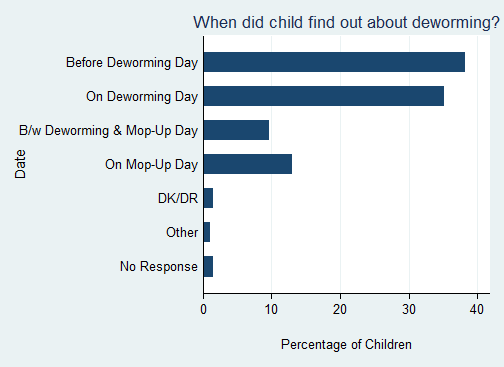 When did child find out about deworming?
Before Deworming Day
On Deworming Day
B/w Deworming & Mop-Up Day
On Mop-Up Day
DK/DR
Other
No Response
Date
0 10 20 30 40
Percentage of Children